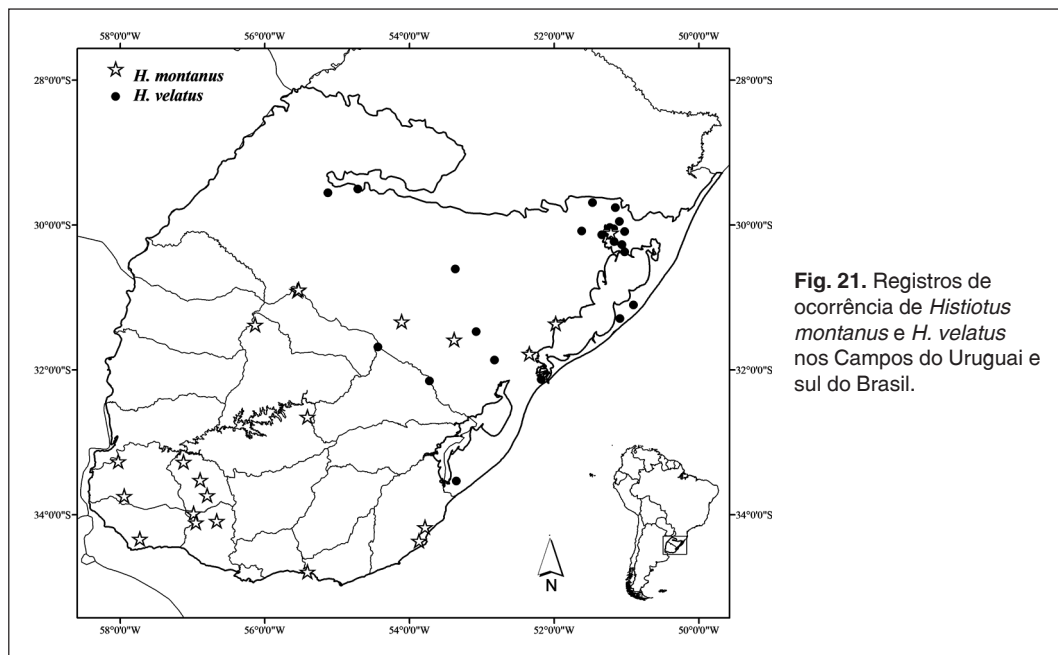 58°0'0"W 56°0'0"W 54°0'0"W 52°0'0"W 50°0'0"W
H. montanus
H. velatus
28°0'0"S 28°0'0"S
30°0'0"S 30°0'0"S
32°0'0"S 32°0'0"S
34°0'0"S 34°0'0"S
N
58°0'0"W 56°0'0"W 54°0'0"W 52°0'0"W 50°0'0"W
Fig. 21. Registros de
ocorrência de Histiotus
montanus e H. velatus
nos Campos do Uruguai e
sul do Brasil.